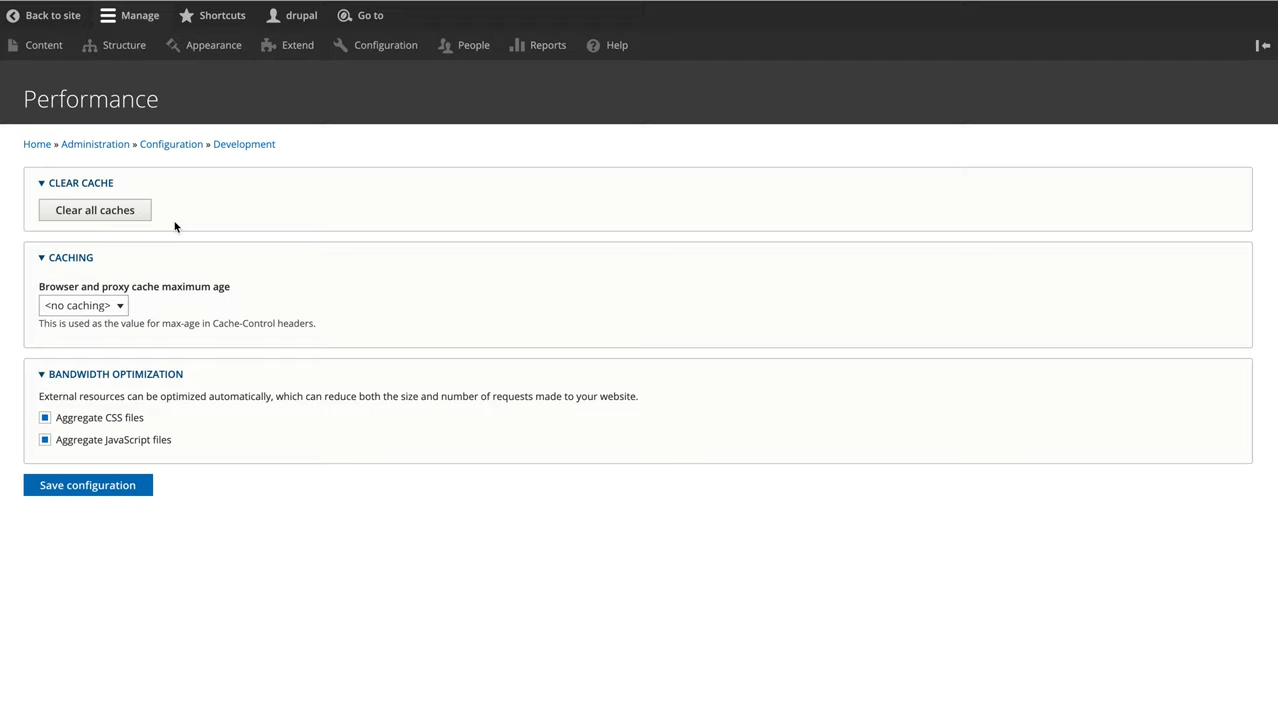 Back to site Manage Shortcuts drupal Go to
Content Structure Appearance Extend Configuration People Reports Help
Performance
Home » Administration » Configuration » Development
▼ CLEAR CACHE
Clear all caches
▼ CACHING
Browser and proxy cache maximum age
<no caching> ▼
This is used as the value for max-age in Cache-Control headers.
▼ BANDWIDTH OPTIMIZATION
External resources can be optimized automatically, which can reduce both the size and number of requests made to your website.
Aggregate CSS files
Aggregate JavaScript files
Save configuration